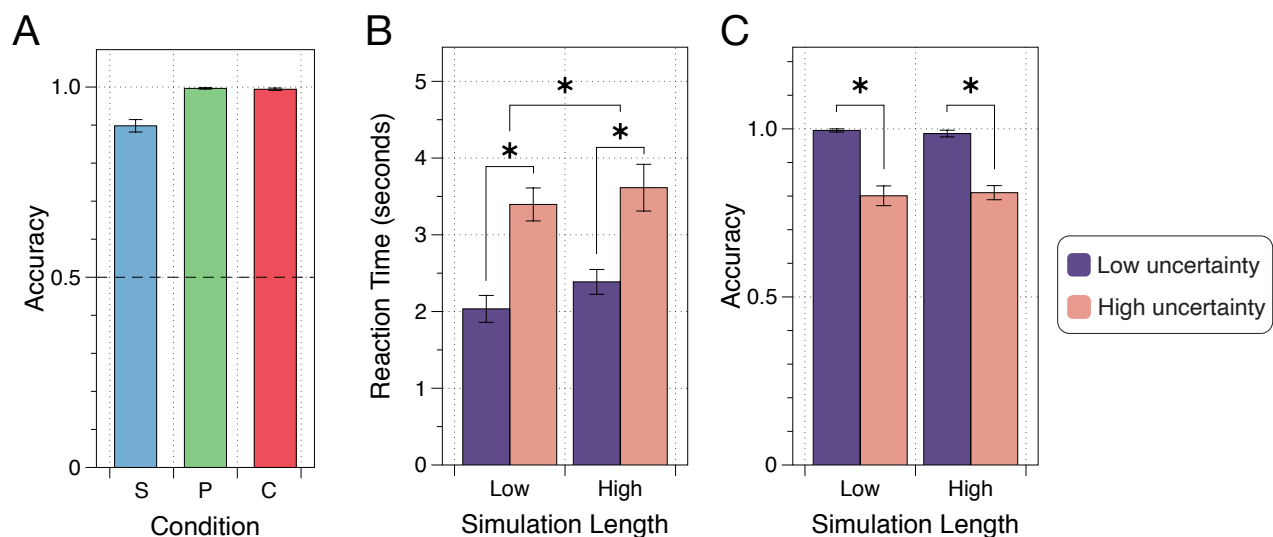 A
1.0
0.5
0
Accuracy
S P C
Condition
B
5
4
3
2
1
0
Reaction Time (seconds)
*
*
*
Low High
Simulation Length
C
1.0
0.5
0
Accuracy
* *
Low High
Simulation Length
Low uncertainty
High uncertainty